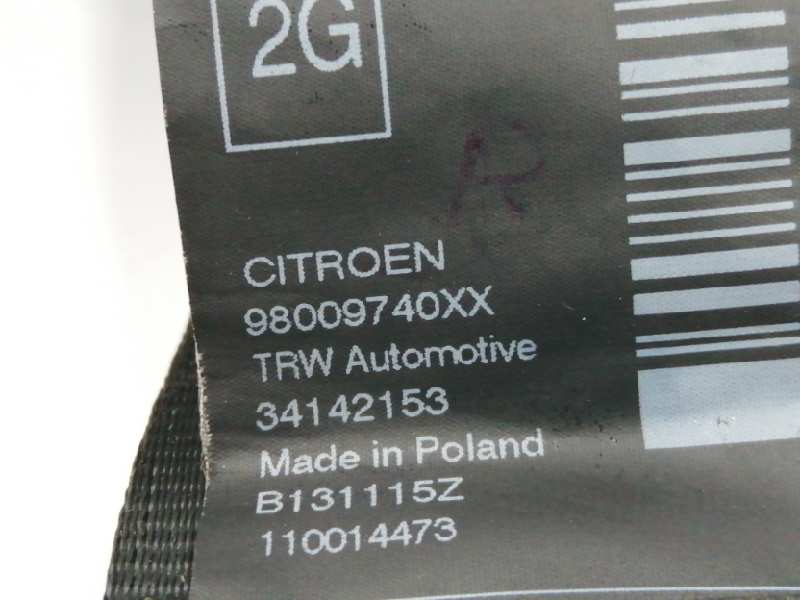 2G
R
CITROEN
98009740XX
TRW Automotive
34142153
Made in Poland
B131115Z
110014473